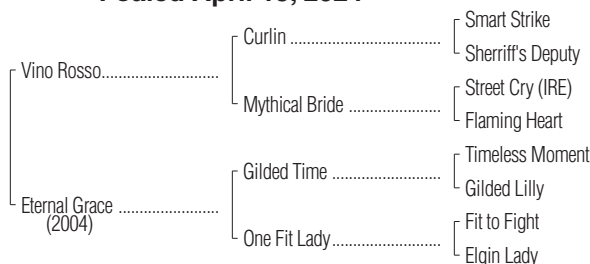 Smart Strike
Curlin
Sherriff's Deputy
Vino Rosso
Street Cry (IRE)
Mythical Bride
Flaming Heart
Timeless Moment
Gilded Time
Gilded Lilly
Eternal Grace
(2004)
Fit to Fight
One Fit Lady
Elgin Lady